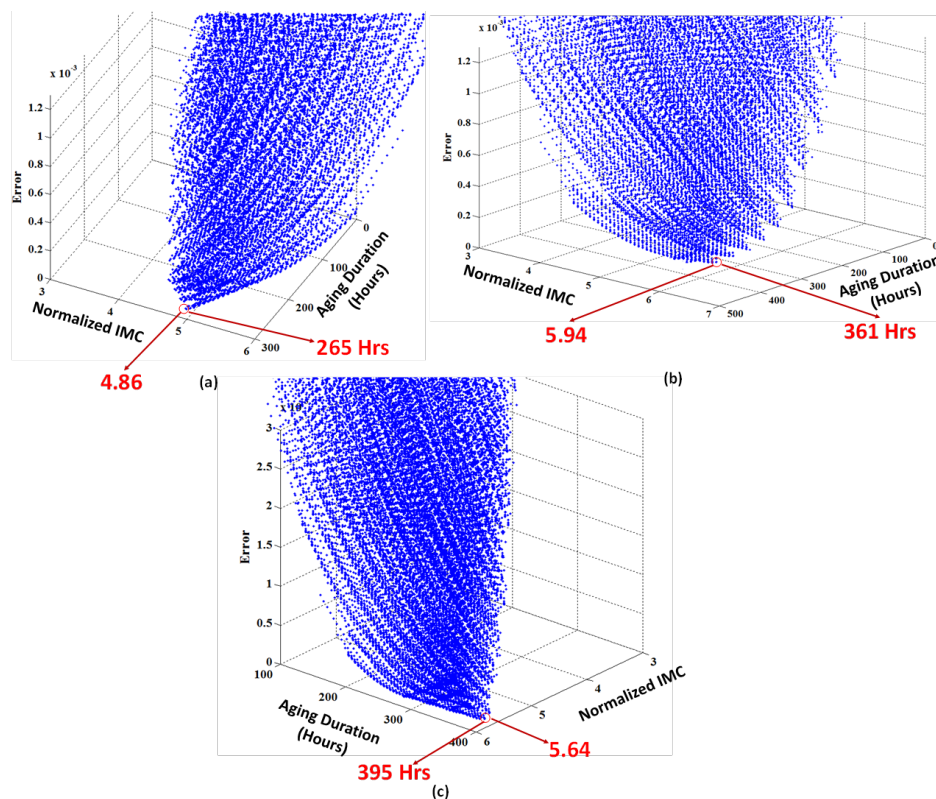 x 10⁻³
1.2
1
0.8
0.6
0.4
0.2
0
Error
3
4
5
6
Normalized IMC
0
100
200
300
Aging Duration
(Hours)
4.86
265 Hrs
(a)
x 10⁻³
1.2
1
0.8
0.6
0.4
0.2
0
Error
3
4
5
6
7
Normalized IMC
500
400
300
200
100
Aging Duration
(Hours)
5.94
361 Hrs
(b)
3
2.5
2
1.5
1
0.5
0
Error
100
200
300
400
Aging Duration
(Hours)
6
5
4
3
Normalized IMC
395 Hrs
5.64
(c)